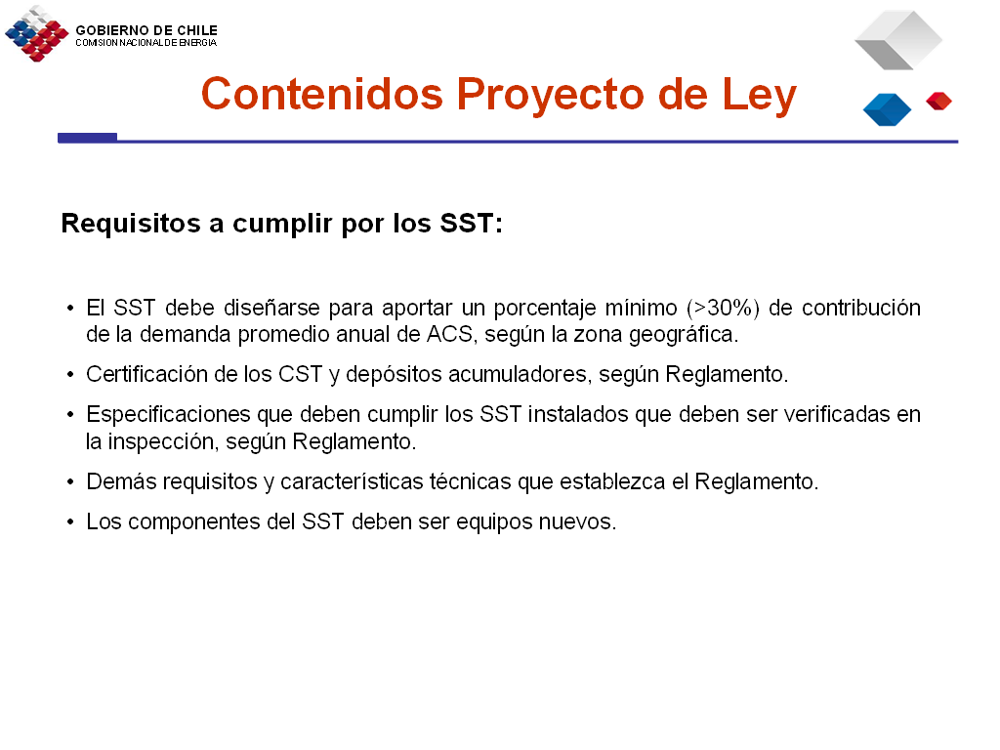 GOBIERNO DE CHILE
COMISION NACIONAL DE ENERGIA
Contenidos Proyecto de Ley
Requisitos a cumplir por los SST:
• El SST debe diseñarse para aportar un porcentaje mínimo (>30%) de contribución
de la demanda promedio anual de ACS, según la zona geográfica.
• Certificación de los CST y depósitos acumuladores, según Reglamento.
• Especificaciones que deben cumplir los SST instalados que deben ser verificadas en
la inspección, según Reglamento.
• Demás requisitos y características técnicas que establezca el Reglamento.
• Los componentes del SST deben ser equipos nuevos.